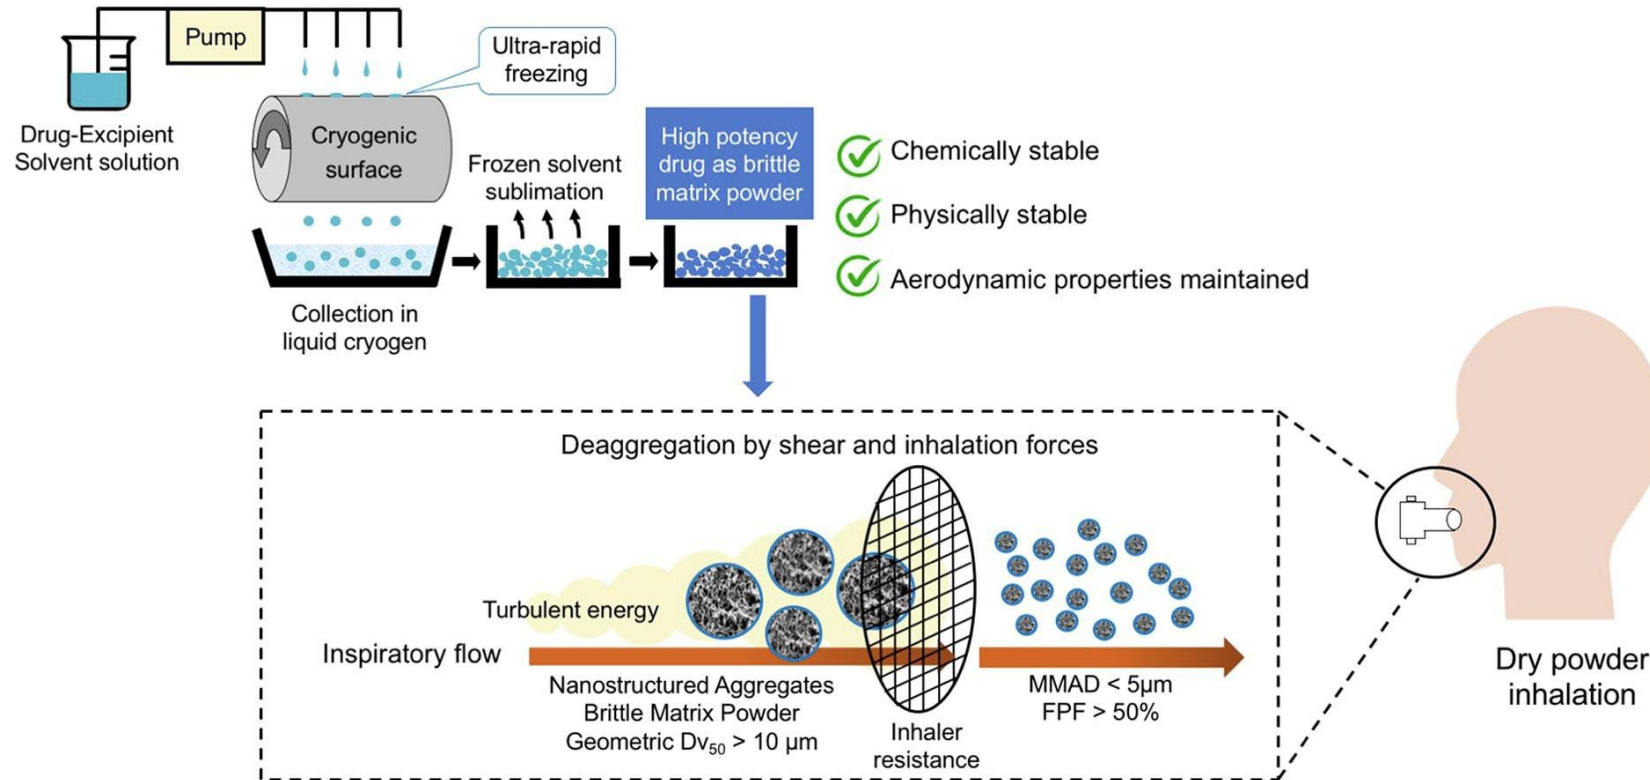 Pump
Ultra-rapid
freezing
Drug-Excipient
Solvent solution
Cryogenic
surface
Frozen solvent
sublimation
High potency
drug as brittle
matrix powder
Chemically stable
Physically stable
Aerodynamic properties maintained
Collection in
liquid cryogen
Deaggregation by shear and inhalation forces
Turbulent energy
Inspiratory flow
Nanostructured Aggregates
Brittle Matrix Powder
Geometric Dv₅₀ > 10 µm
Inhaler
resistance
MMAD < 5µm
FPF > 50%
Dry powder
inhalation